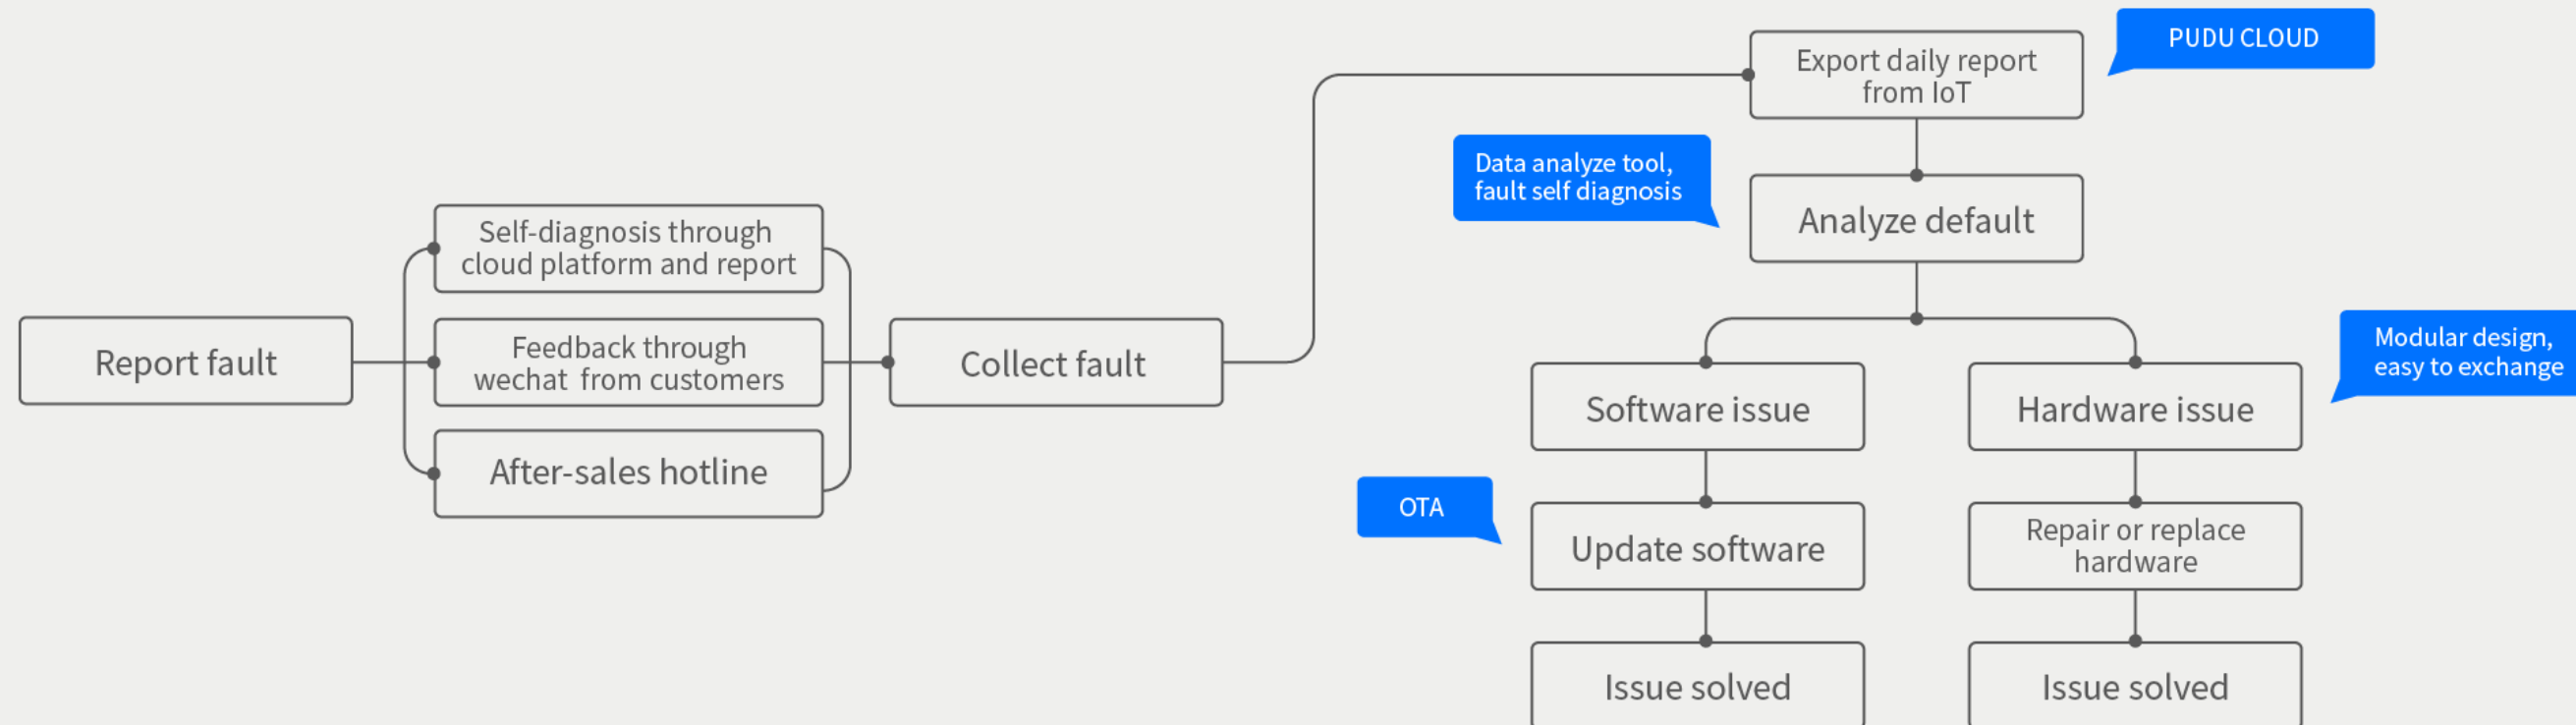 PUDU CLOUD
Export daily report
from IoT
Data analyze tool,
fault self diagnosis
Analyze default
Self-diagnosis through
cloud platform and report
Report fault
Feedback through
wechat from customers
Collect fault
After-sales hotline
Modular design,
easy to exchange
Software issue
Hardware issue
OTA
Update software
Repair or replace
hardware
Issue solved
Issue solved